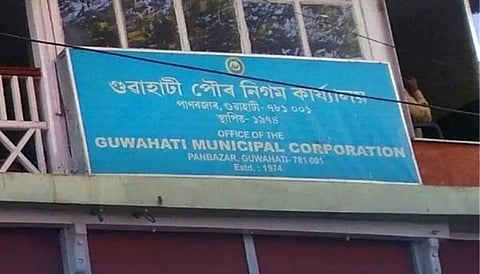 গুৱাহাটী পৌৰ নিগম কাৰ্য্যালয়
পাণবজাৰ, গুৱাহাটী- ৭৮১ ০০১
স্থাপিত- ১৯৭৪
OFFICE OF THE
GUWAHATI MUNICIPAL CORPORATION
PANBAZAR, GUWAHATI-781 001
Estd. : 1974